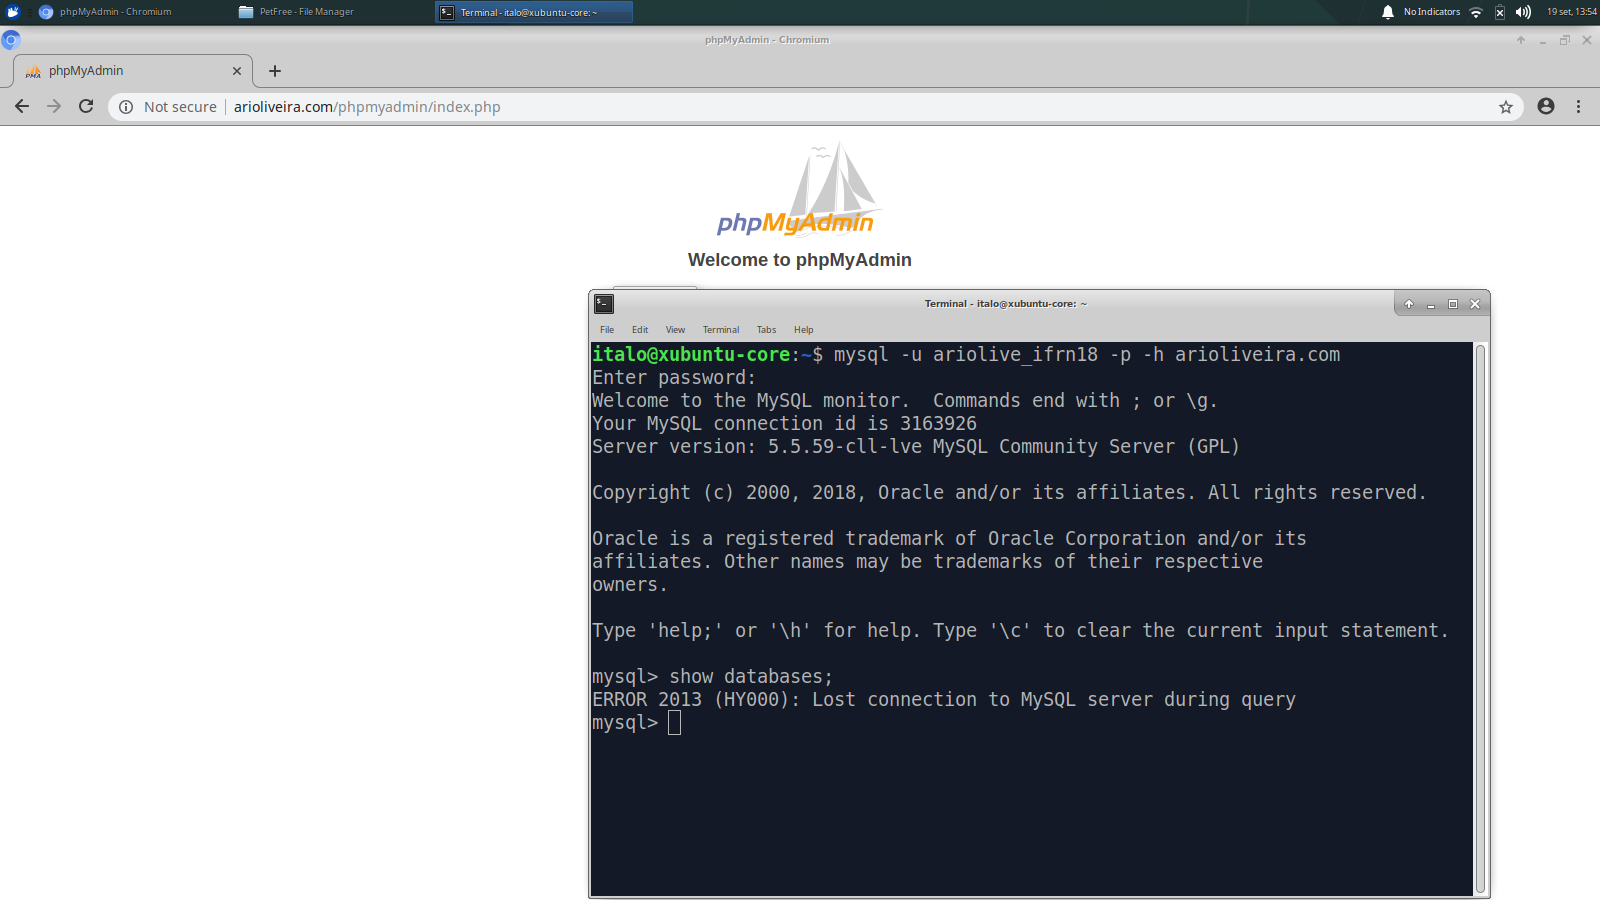 phpMyAdmin - Chromium
PetFree - File Manager
Terminal - italo@xubuntu-core: ~
No Indicators
19 set, 13:54
phpMyAdmin - Chromium
phpMyAdmin
Not secure
arioliveira.com/phpmyadmin/index.php
phpMyAdmin
Welcome to phpMyAdmin
Terminal - italo@xubuntu-core: ~
File Edit View Terminal Tabs Help
italo@xubuntu-core:~$ mysql -u ariolive_ifrn18 -p -h arioliveira.com
Enter password:
Welcome to the MySQL monitor.  Commands end with ; or \g.
Your MySQL connection id is 3163926
Server version: 5.5.59-cll-lve MySQL Community Server (GPL)
Copyright (c) 2000, 2018, Oracle and/or its affiliates. All rights reserved.
Oracle is a registered trademark of Oracle Corporation and/or its
affiliates. Other names may be trademarks of their respective
owners.
Type 'help;' or '\h' for help. Type '\c' to clear the current input statement.
mysql> show databases;
ERROR 2013 (HY000): Lost connection to MySQL server during query
mysql>